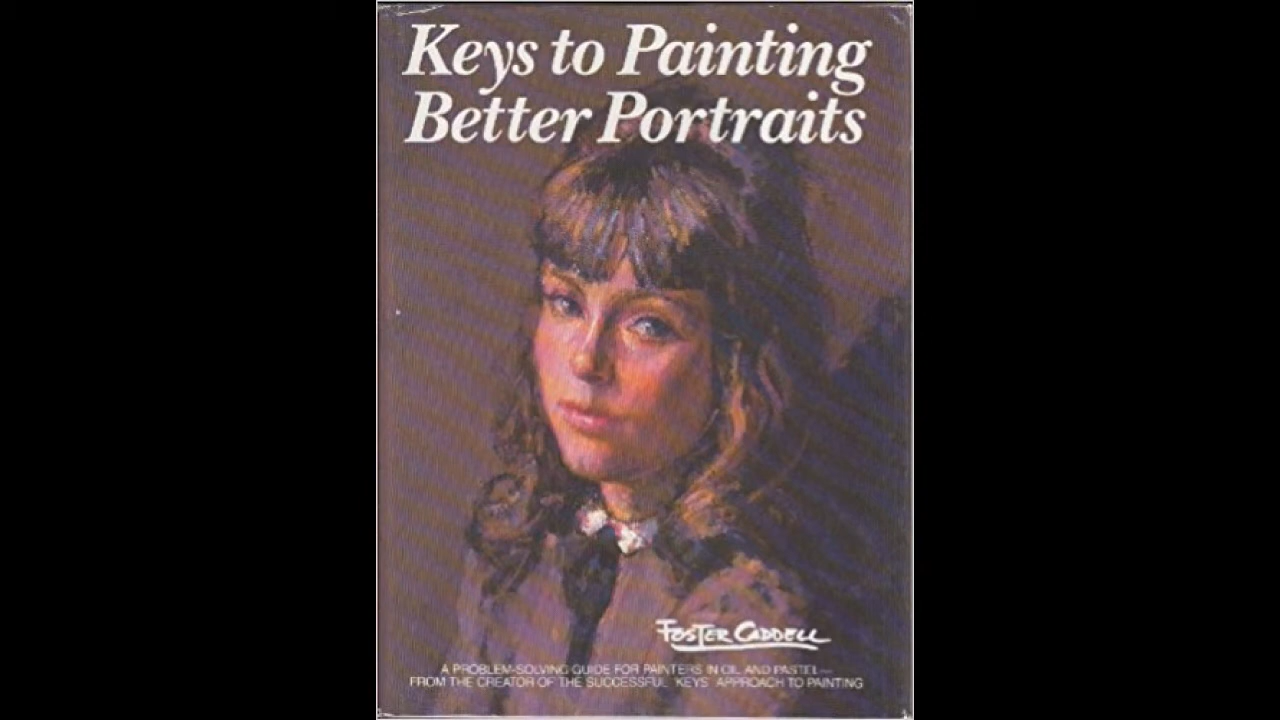 Keys to Painting
Better Portraits
FOSTER CADDELL
A PROBLEM-SOLVING GUIDE FOR PAINTERS IN OIL AND PASTEL—
FROM THE CREATOR OF THE SUCCESSFUL "KEYS" APPROACH TO PAINTING